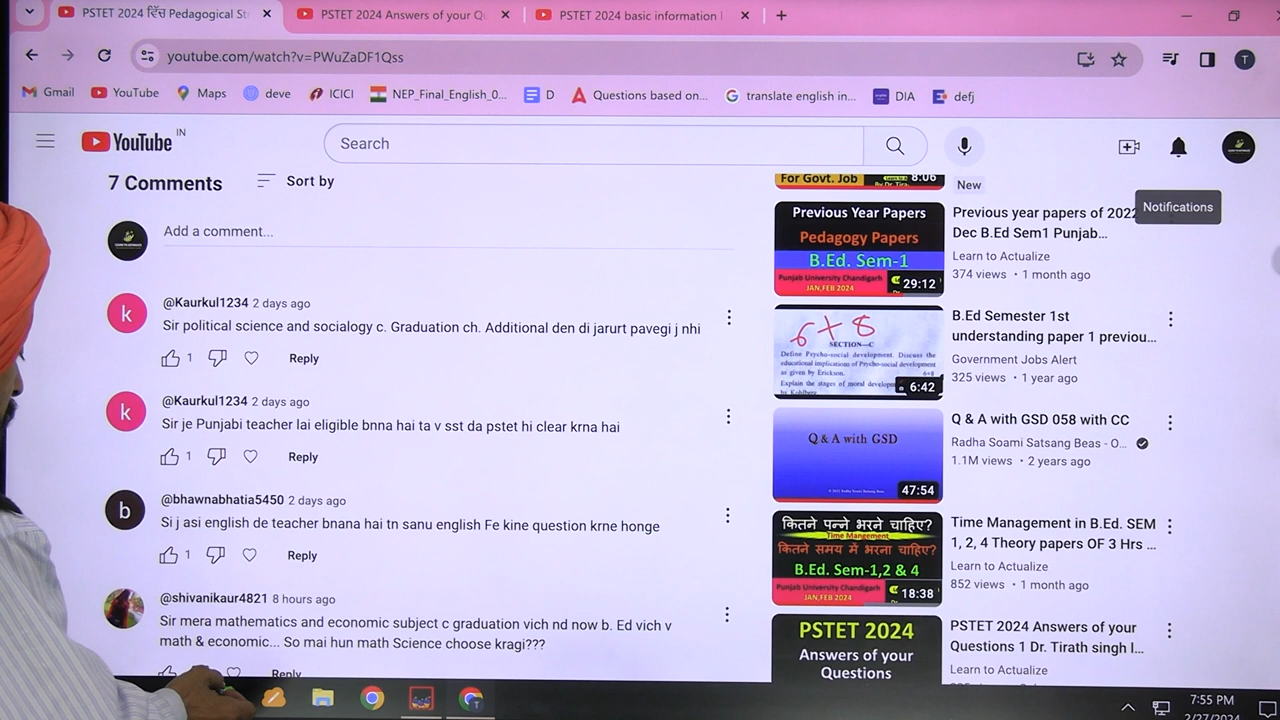 PSTET 2024 ਵਿੱਚ Pedagogical St
PSTET 2024 Answers of your Qu
PSTET 2024 basic information
youtube.com/watch?v=PWuZaDF1Qss
T
Gmail
YouTube
Maps
deve
ICICI
NEP_Final_English_0...
D
Questions based on...
translate english in...
DIA
defj
YouTube IN
Search
7 Comments
Sort by
Add a comment...
k
@Kaurkul1234 2 days ago
Sir political science and socialogy c. Graduation ch. Additional den di jarurt pavegi j nhi
1
Reply
k
@Kaurkul1234 2 days ago
Sir je Punjabi teacher lai eligible bnna hai ta v sst da pstet hi clear krna hai
1
Reply
b
@bhawnabhatia5450 2 days ago
Si j asi english de teacher bnana hai tn sanu english Fe kine question krne honge
1
Reply
@shivanikaur4821 8 hours ago
Sir mera mathematics and economic subject c graduation vich nd now b. Ed vich v
math & economic... So mai hun math Science choose kragi???
Reply
For Govt. Job
8:06
New
Notifications
Previous Year Papers
Pedagogy Papers
B.Ed. Sem-1
Punjab University Chandigarh
JAN,FEB 2024
29:12
Previous year papers of 2022
Dec B.Ed Sem1 Punjab...
Learn to Actualize
374 views • 1 month ago
6+8
SECTION—C
Define Psycho-social development. Discuss the
educational implications of Psycho-social development
as given by Erickson. 6+8
Explain the stages of moral develop
by Kohlberg
6:42
B.Ed Semester 1st
understanding paper 1 previou...
Government Jobs Alert
325 views • 1 year ago
Q & A with GSD
47:54
Q & A with GSD 058 with CC
Radha Soami Satsang Beas - O...
1.1M views • 2 years ago
कितने पन्ने भरने चाहिए?
Time Mangement
कितने समय में भरना चाहिए?
B.Ed. Sem-1,2 & 4
Punjab University Chandigarh
JAN,FEB 2024
18:38
Time Management in B.Ed. SEM
1, 2, 4 Theory papers OF 3 Hrs ...
Learn to Actualize
852 views • 1 month ago
PSTET 2024
Answers of your
Questions
PSTET 2024 Answers of your
Questions 1 Dr. Tirath singh l...
Learn to Actualize
7:55 PM
2/27/2024